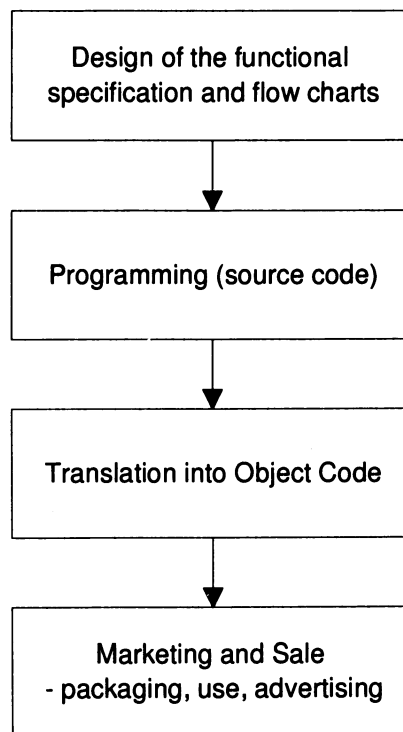 Design of the functional
specification and flow charts
Programming (source code)
Translation into Object Code
Marketing and Sale
- packaging, use, advertising